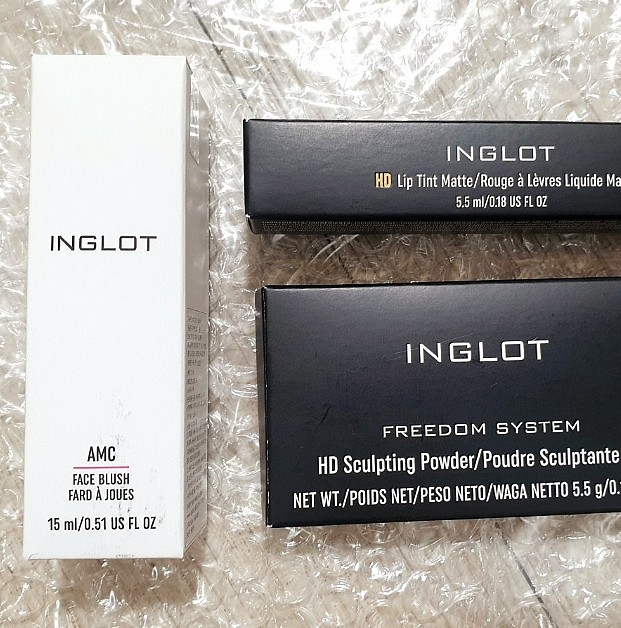 INGLOT
AMC
FACE BLUSH
FARD À JOUES
15 ml/0.51 US FL OZ
INGLOT
HD Lip Tint Matte/Rouge à Lèvres Liquide Ma
5.5 ml/0.18 US FL OZ
INGLOT
FREEDOM SYSTEM
HD Sculpting Powder/Poudre Sculptante
NET WT./POIDS NET/PESO NETO/WAGA NETTO 5.5 g/0.